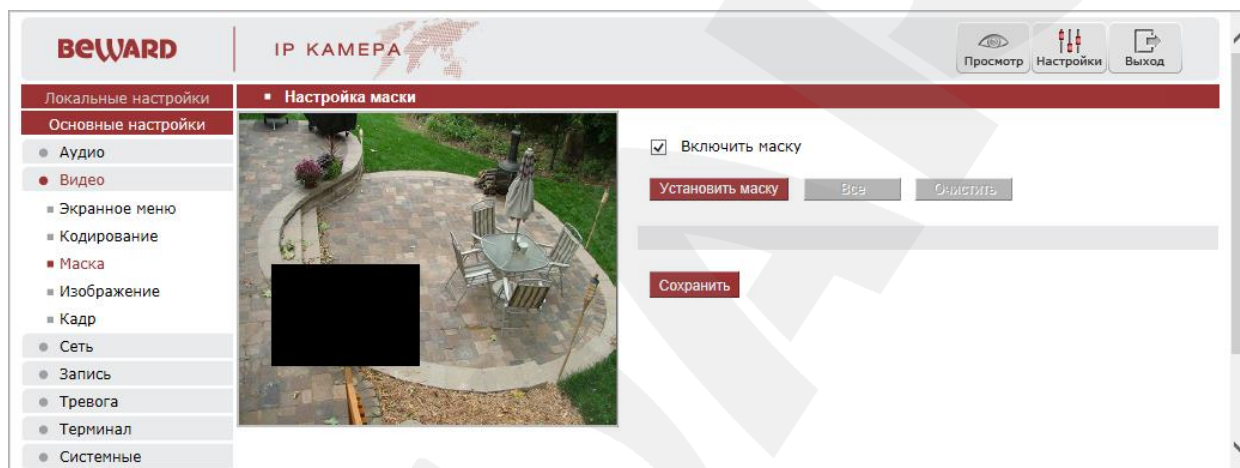 BEWARD
IP КАМЕРА
Просмотр Настройки Выход
Локальные настройки
Настройка маски
Основные настройки
Аудио
Видео
Экранное меню
Кодирование
Маска
Изображение
Кадр
Сеть
Запись
Тревога
Терминал
Системные
Включить маску
Установить маску Все Очистить
Сохранить